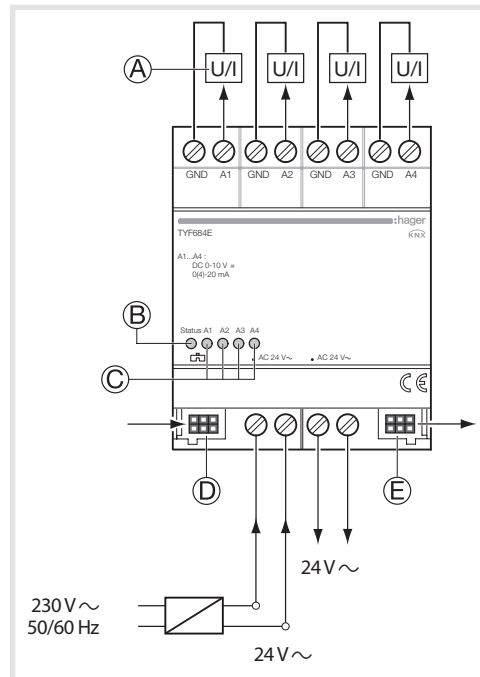 A U/I U/I U/I U/I
GND A1 GND A2 GND A3 GND A4
:hager
TYF684E
KNX
A1...A4 :
DC 0-10 V =
0(4)-20 mA
B
Status A1 A2 A3 A4
AC 24 V~ AC 24 V~
C
CE
D
E
24 V ~
230 V ~
50/60 Hz
24 V ~